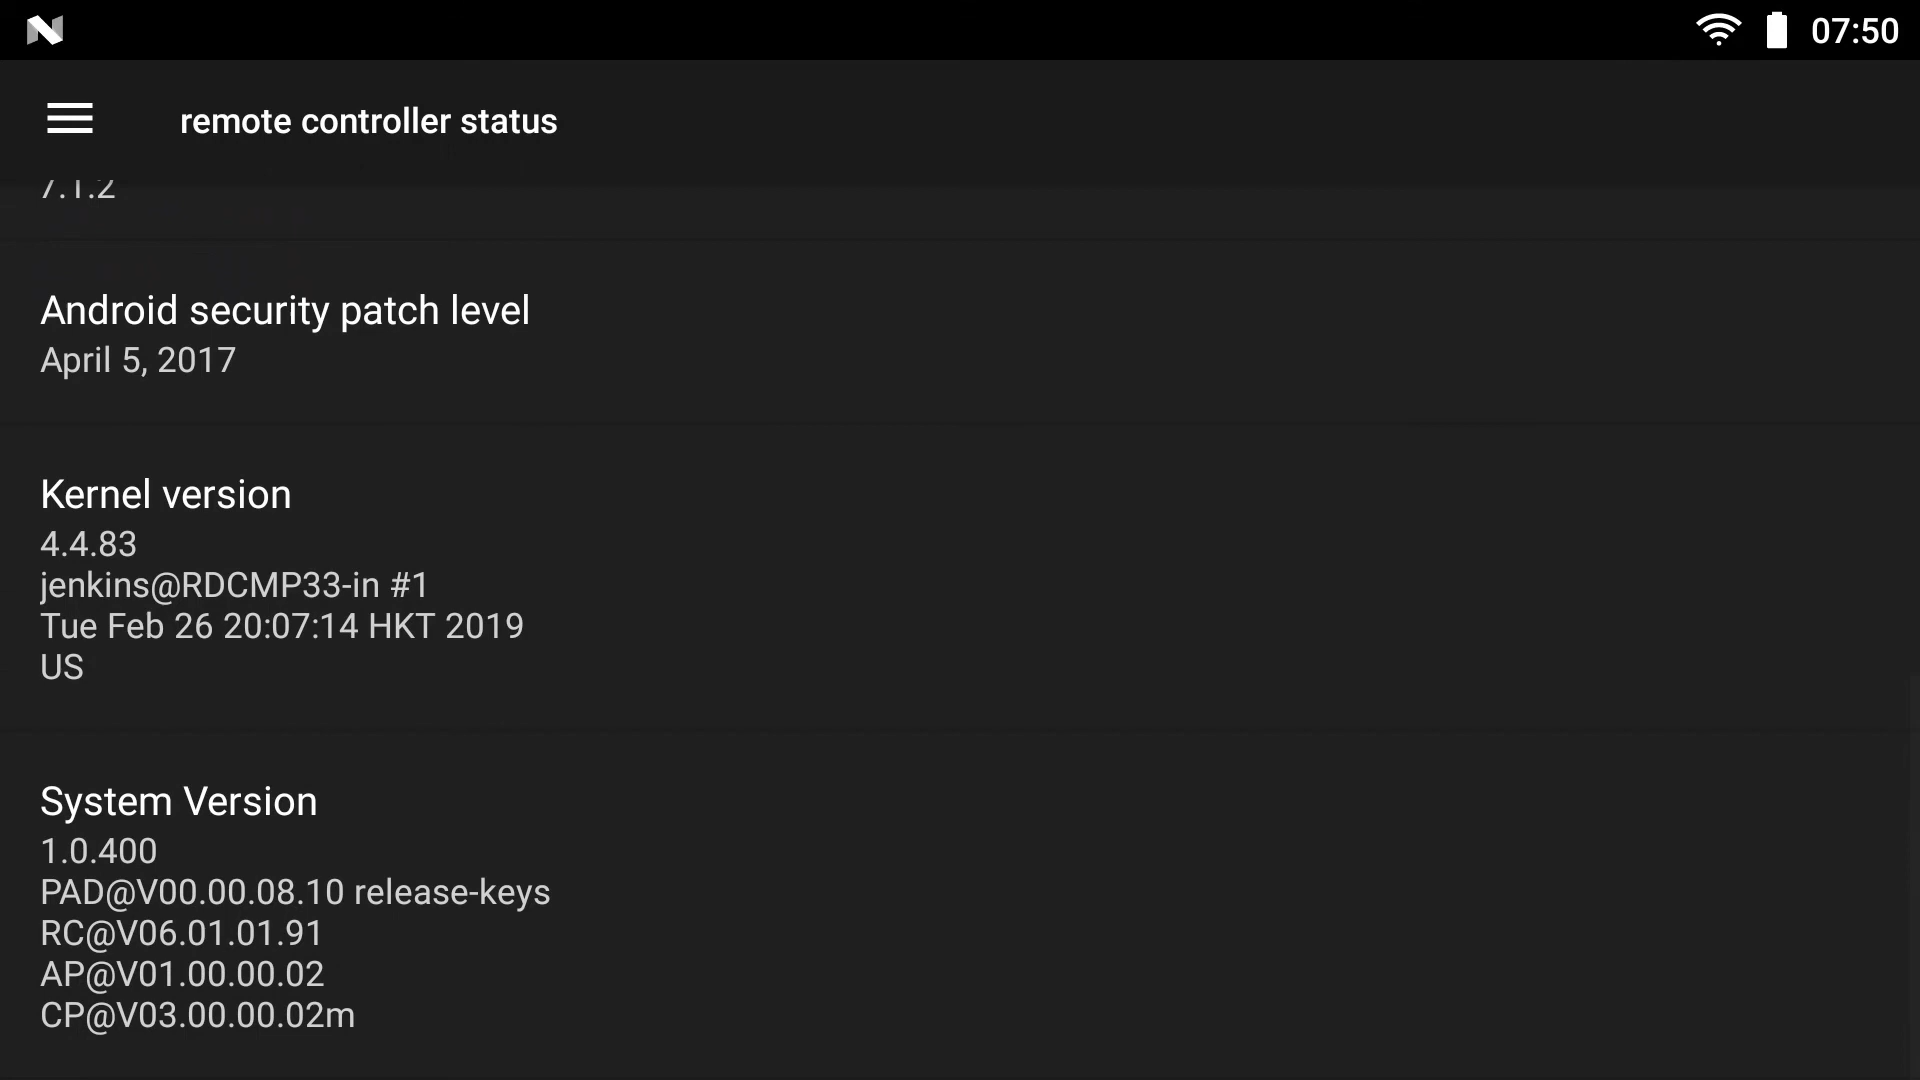 07:50
remote controller status
7.1.2
Android security patch level
April 5, 2017
Kernel version
4.4.83
jenkins@RDCMP33-in #1
Tue Feb 26 20:07:14 HKT 2019
US
System Version
1.0.400
PAD@V00.00.08.10 release-keys
RC@V06.01.01.91
AP@V01.00.00.02
CP@V03.00.00.02m